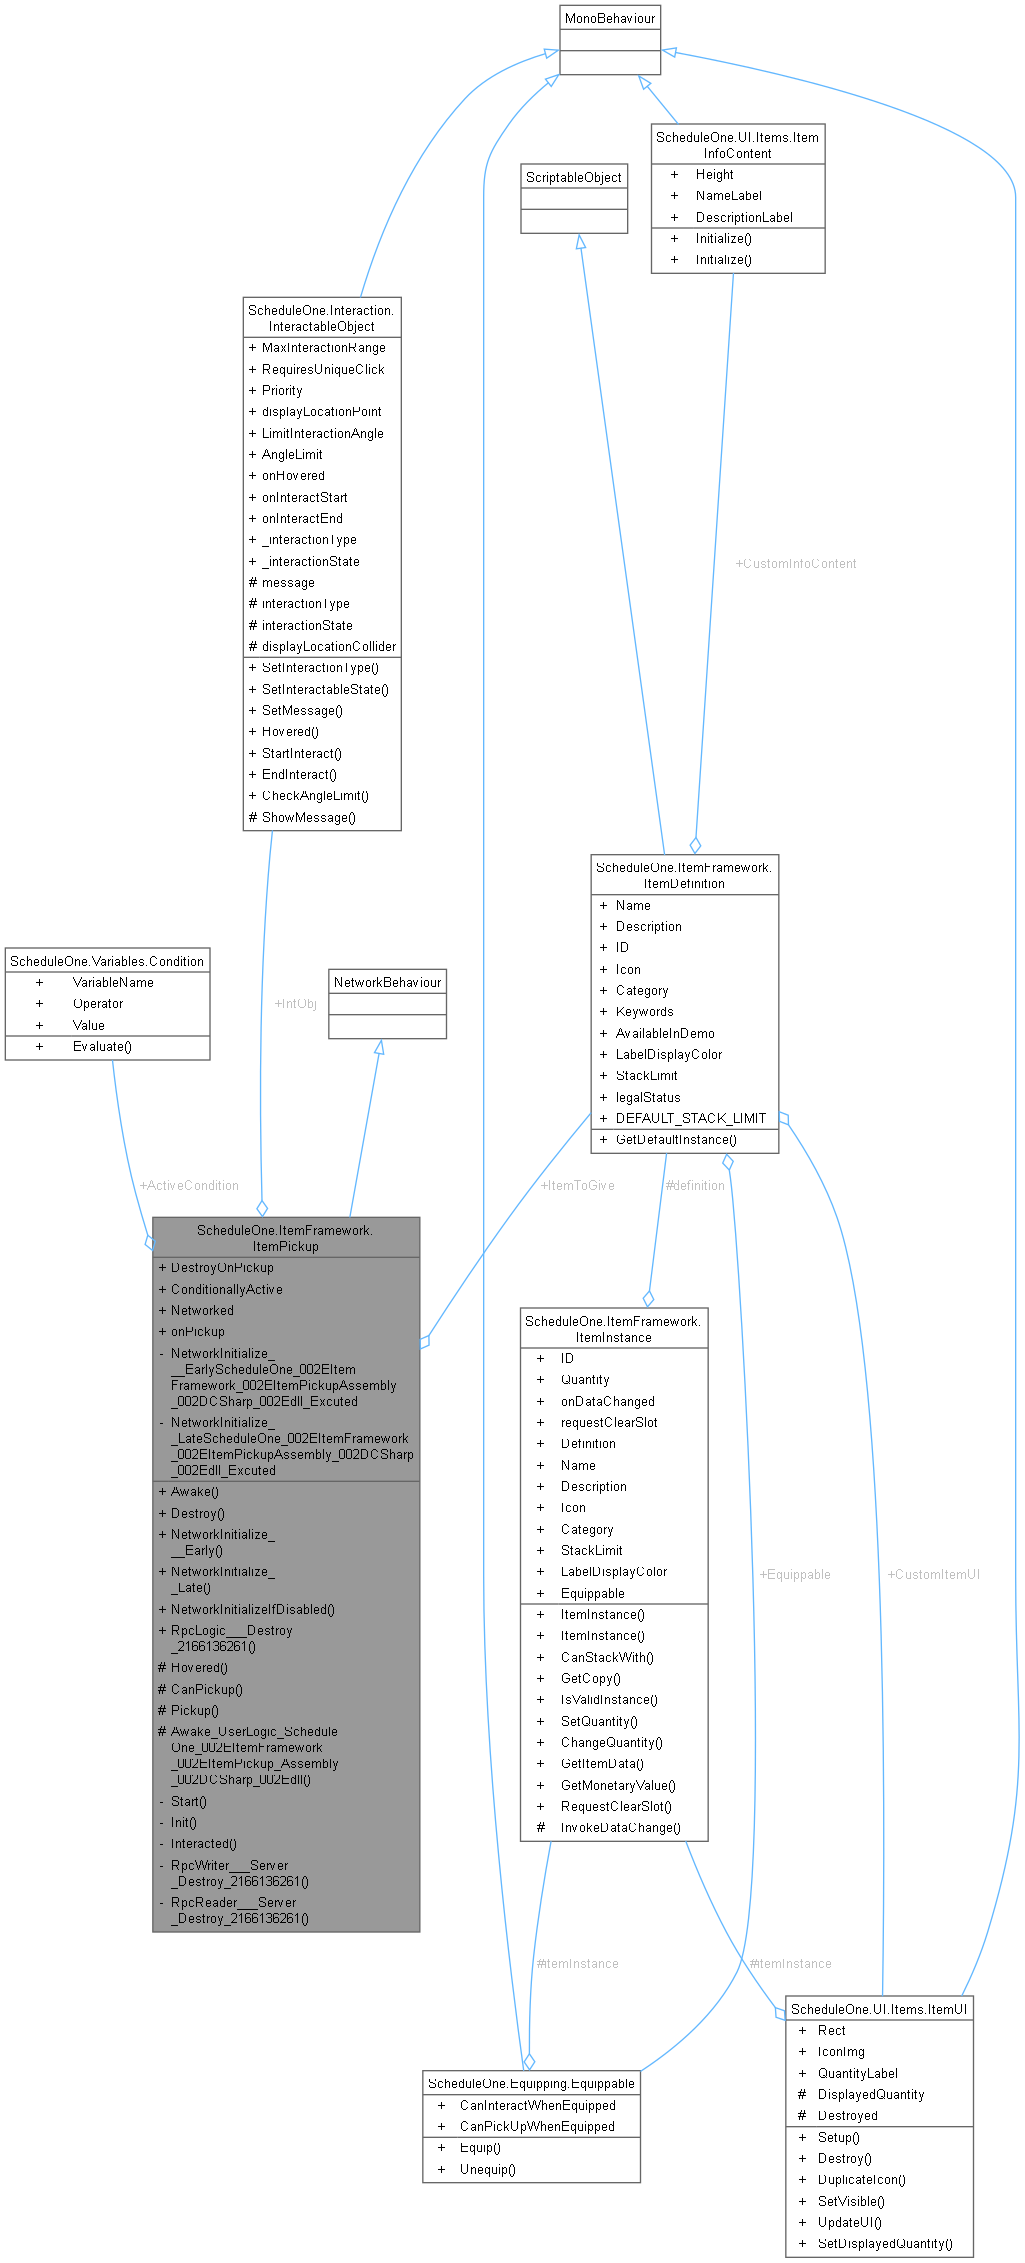 MonoBehaviour
ScheduleOne.UI.Items.Item
InfoContent
+ Height
+ NameLabel
+ DescriptionLabel
+ Initialize()
+ Initialize()
ScriptableObject
ScheduleOne.Interaction.
InteractableObject
+ MaxInteractionRange
+ RequiresUniqueClick
+ Priority
+ displayLocationPoint
+ LimitInteractionAngle
+ AngleLimit
+ onHovered
+ onInteractStart
+ onInteractEnd
+ _interactionType
+ _interactionState
# message
# interactionType
# interactionState
# displayLocationCollider
+ SetInteractionType()
+ SetInteractableState()
+ SetMessage()
+ Hovered()
+ StartInteract()
+ EndInteract()
+ CheckAngleLimit()
# ShowMessage()
+CustomInfoContent
ScheduleOne.ItemFramework.
ItemDefinition
+ Name
+ Description
+ ID
+ Icon
+ Category
+ Keywords
+ AvailableInDemo
+ LabelDisplayColor
+ StackLimit
+ legalStatus
+ DEFAULT_STACK_LIMIT
+ GetDefaultInstance()
ScheduleOne.Variables.Condition
+ VariableName
+ Operator
+ Value
+ Evaluate()
+IntObj
NetworkBehaviour
+ActiveCondition
+ItemToGive
#definition
ScheduleOne.ItemFramework.
ItemPickup
+ DestroyOnPickup
+ ConditionallyActive
+ Networked
+ onPickup
- NetworkInitialize_
__EarlyScheduleOne_002EItem
Framework_002EItemPickupAssembly
_002DCSharp_002Edll_Excuted
- NetworkInitialize_
_LateScheduleOne_002EItemFramework
_002EItemPickupAssembly_002DCSharp
_002Edll_Excuted
+ Awake()
+ Destroy()
+ NetworkInitialize_
__Early()
+ NetworkInitialize_
_Late()
+ NetworkInitializeIfDisabled()
+ RpcLogic___Destroy
_2166136261()
# Hovered()
# CanPickup()
# Pickup()
# Awake_UserLogic_Schedule
One_002EItemFramework
_002EItemPickup_Assembly
_002DCSharp_002Edll()
- Start()
- Init()
- Interacted()
- RpcWriter___Server
_Destroy_2166136261()
- RpcReader___Server
_Destroy_2166136261()
ScheduleOne.ItemFramework.
ItemInstance
+ ID
+ Quantity
+ onDataChanged
+ requestClearSlot
+ Definition
+ Name
+ Description
+ Icon
+ Category
+ StackLimit
+ LabelDisplayColor
+ Equippable
+ ItemInstance()
+ ItemInstance()
+ CanStackWith()
+ GetCopy()
+ IsValidInstance()
+ SetQuantity()
+ ChangeQuantity()
+ GetItemData()
+ GetMonetaryValue()
+ RequestClearSlot()
# InvokeDataChange()
+Equippable
+CustomItemUI
#itemInstance
#itemInstance
ScheduleOne.Equipping.Equippable
+ CanInteractWhenEquipped
+ CanPickUpWhenEquipped
+ Equip()
+ Unequip()
ScheduleOne.UI.Items.ItemUI
+ Rect
+ IconImg
+ QuantityLabel
# DisplayedQuantity
# Destroyed
+ Setup()
+ Destroy()
+ DuplicateIcon()
+ SetVisible()
+ UpdateUI()
+ SetDisplayedQuantity()